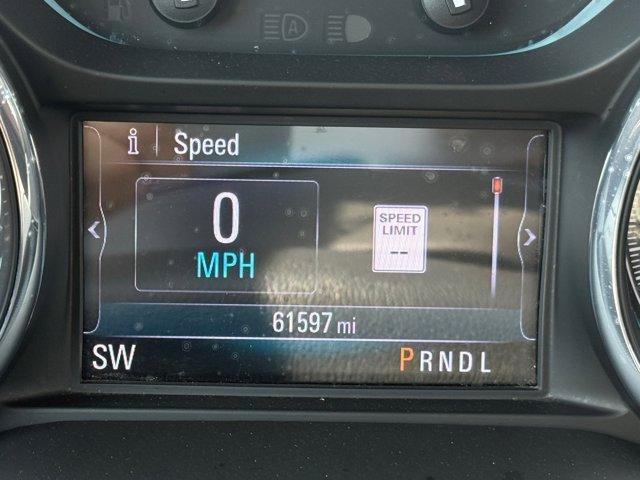 A
i Speed
0
MPH
SPEED
LIMIT
--
61597 mi
SW
PRNDL